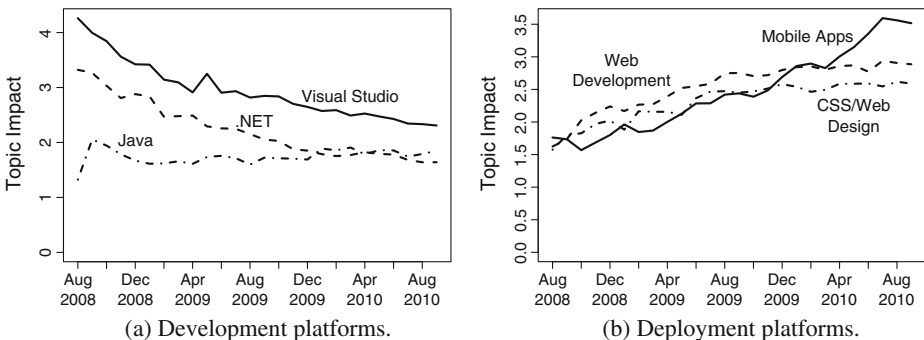 Topic Impact
4
3
2
1
0
Visual Studio
.NET
Java
Aug 2008
Dec 2008
Apr 2009
Aug 2009
Dec 2009
Apr 2010
Aug 2010
(a) Development platforms.
Topic Impact
3.5
3.0
2.5
2.0
1.5
1.0
0.5
0.0
Mobile Apps
Web
Development
CSS/Web
Design
Aug 2008
Dec 2008
Apr 2009
Aug 2009
Dec 2009
Apr 2010
Aug 2010
(b) Deployment platforms.